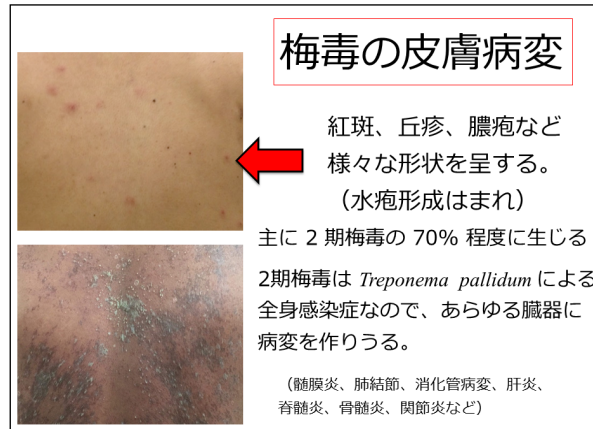 梅毒の皮膚病変
紅斑、丘疹、膿疱など
様々な形状を呈する。
（水疱形成はまれ）
主に 2 期梅毒の 70% 程度に生じる
2期梅毒は Treponema pallidum による
全身感染症なので、あらゆる臓器に
病変を作りうる。
（髄膜炎、肺結節、消化管病変、肝炎、
脊髄炎、骨髄炎、関節炎など）